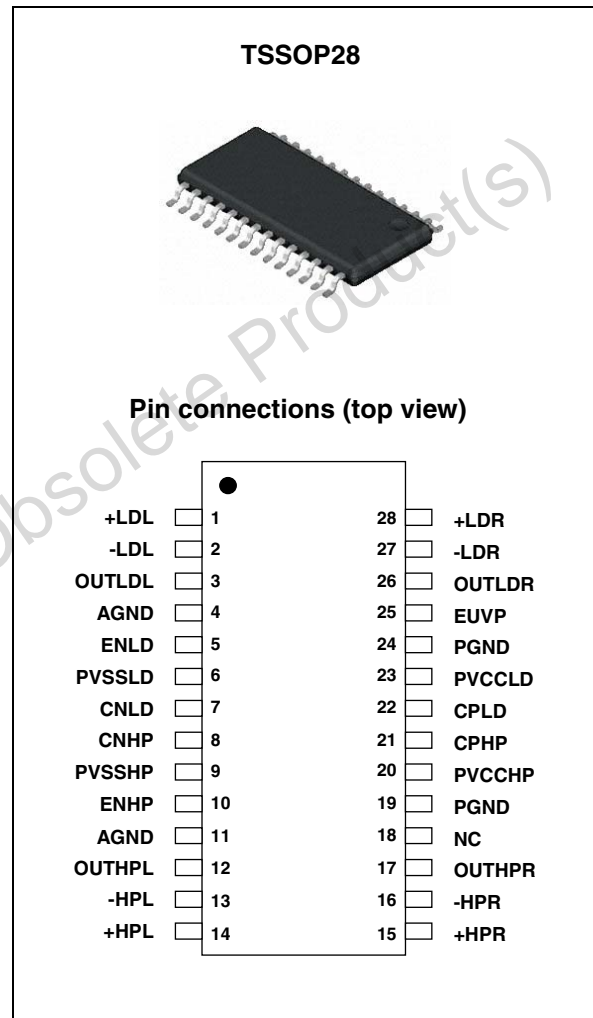 TSSOP28
Pin connections (top view)
+LDL 1 28 +LDR
-LDL 2 27 -LDR
OUTLDL 3 26 OUTLDR
AGND 4 25 EUVP
ENLD 5 24 PGND
PVSSLD 6 23 PVCCLD
CNLD 7 22 CPLD
CNHP 8 21 CPHP
PVSSHP 9 20 PVCCHP
ENHP 10 19 PGND
AGND 11 18 NC
OUTHPL 12 17 OUTHPR
-HPL 13 16 -HPR
+HPL 14 15 +HPR
Obsolete Product(s)